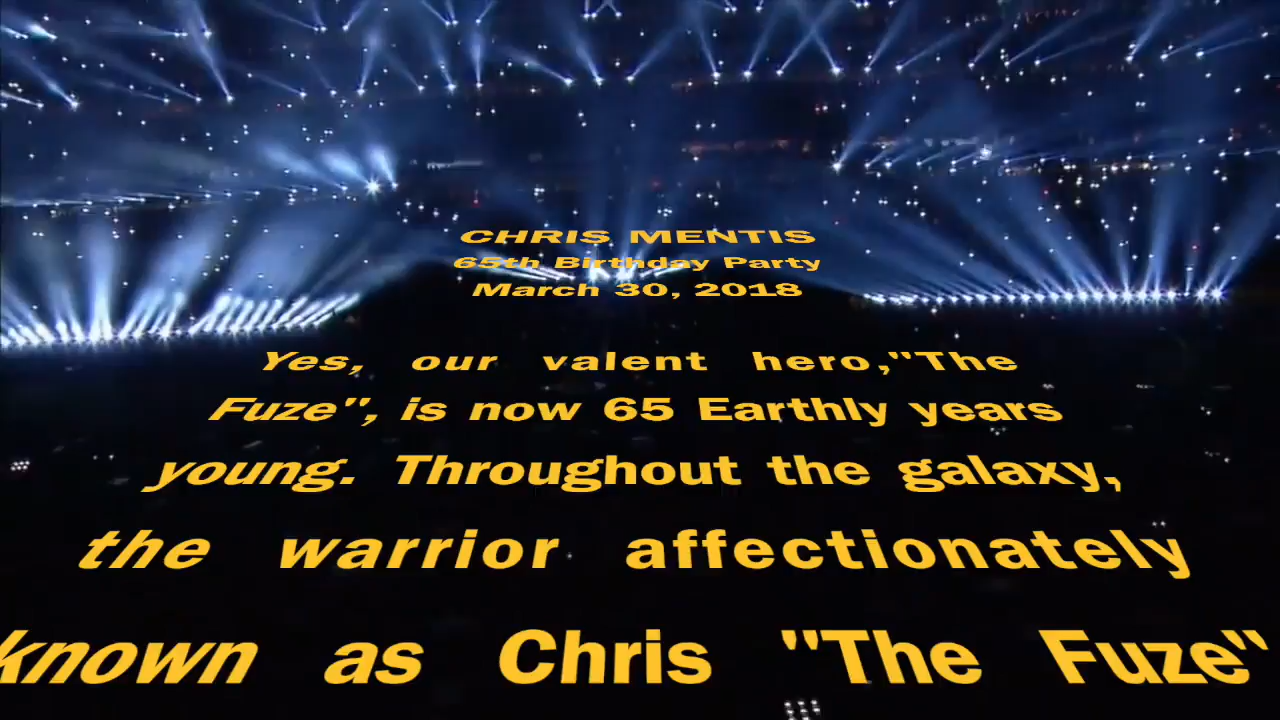 CHRIS MENTIS
65th Birthday Party
March 30, 2018
Yes, our valent hero,"The
Fuze", is now 65 Earthly years
young. Throughout the galaxy,
the warrior affectionately
known as Chris "The Fuze"